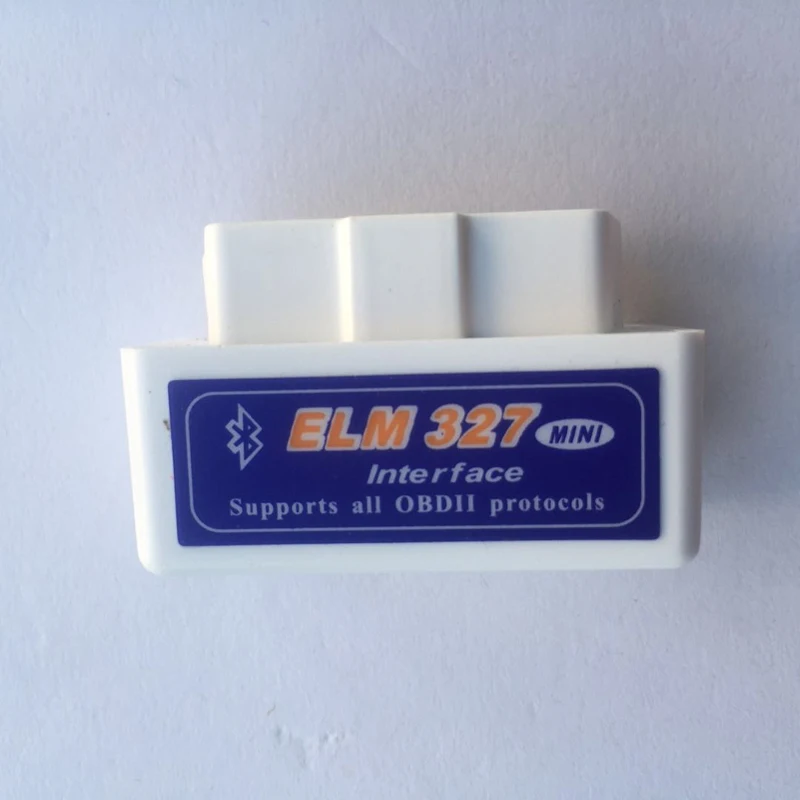 ELM 327 MINI
Interface
Supports all OBDII protocols